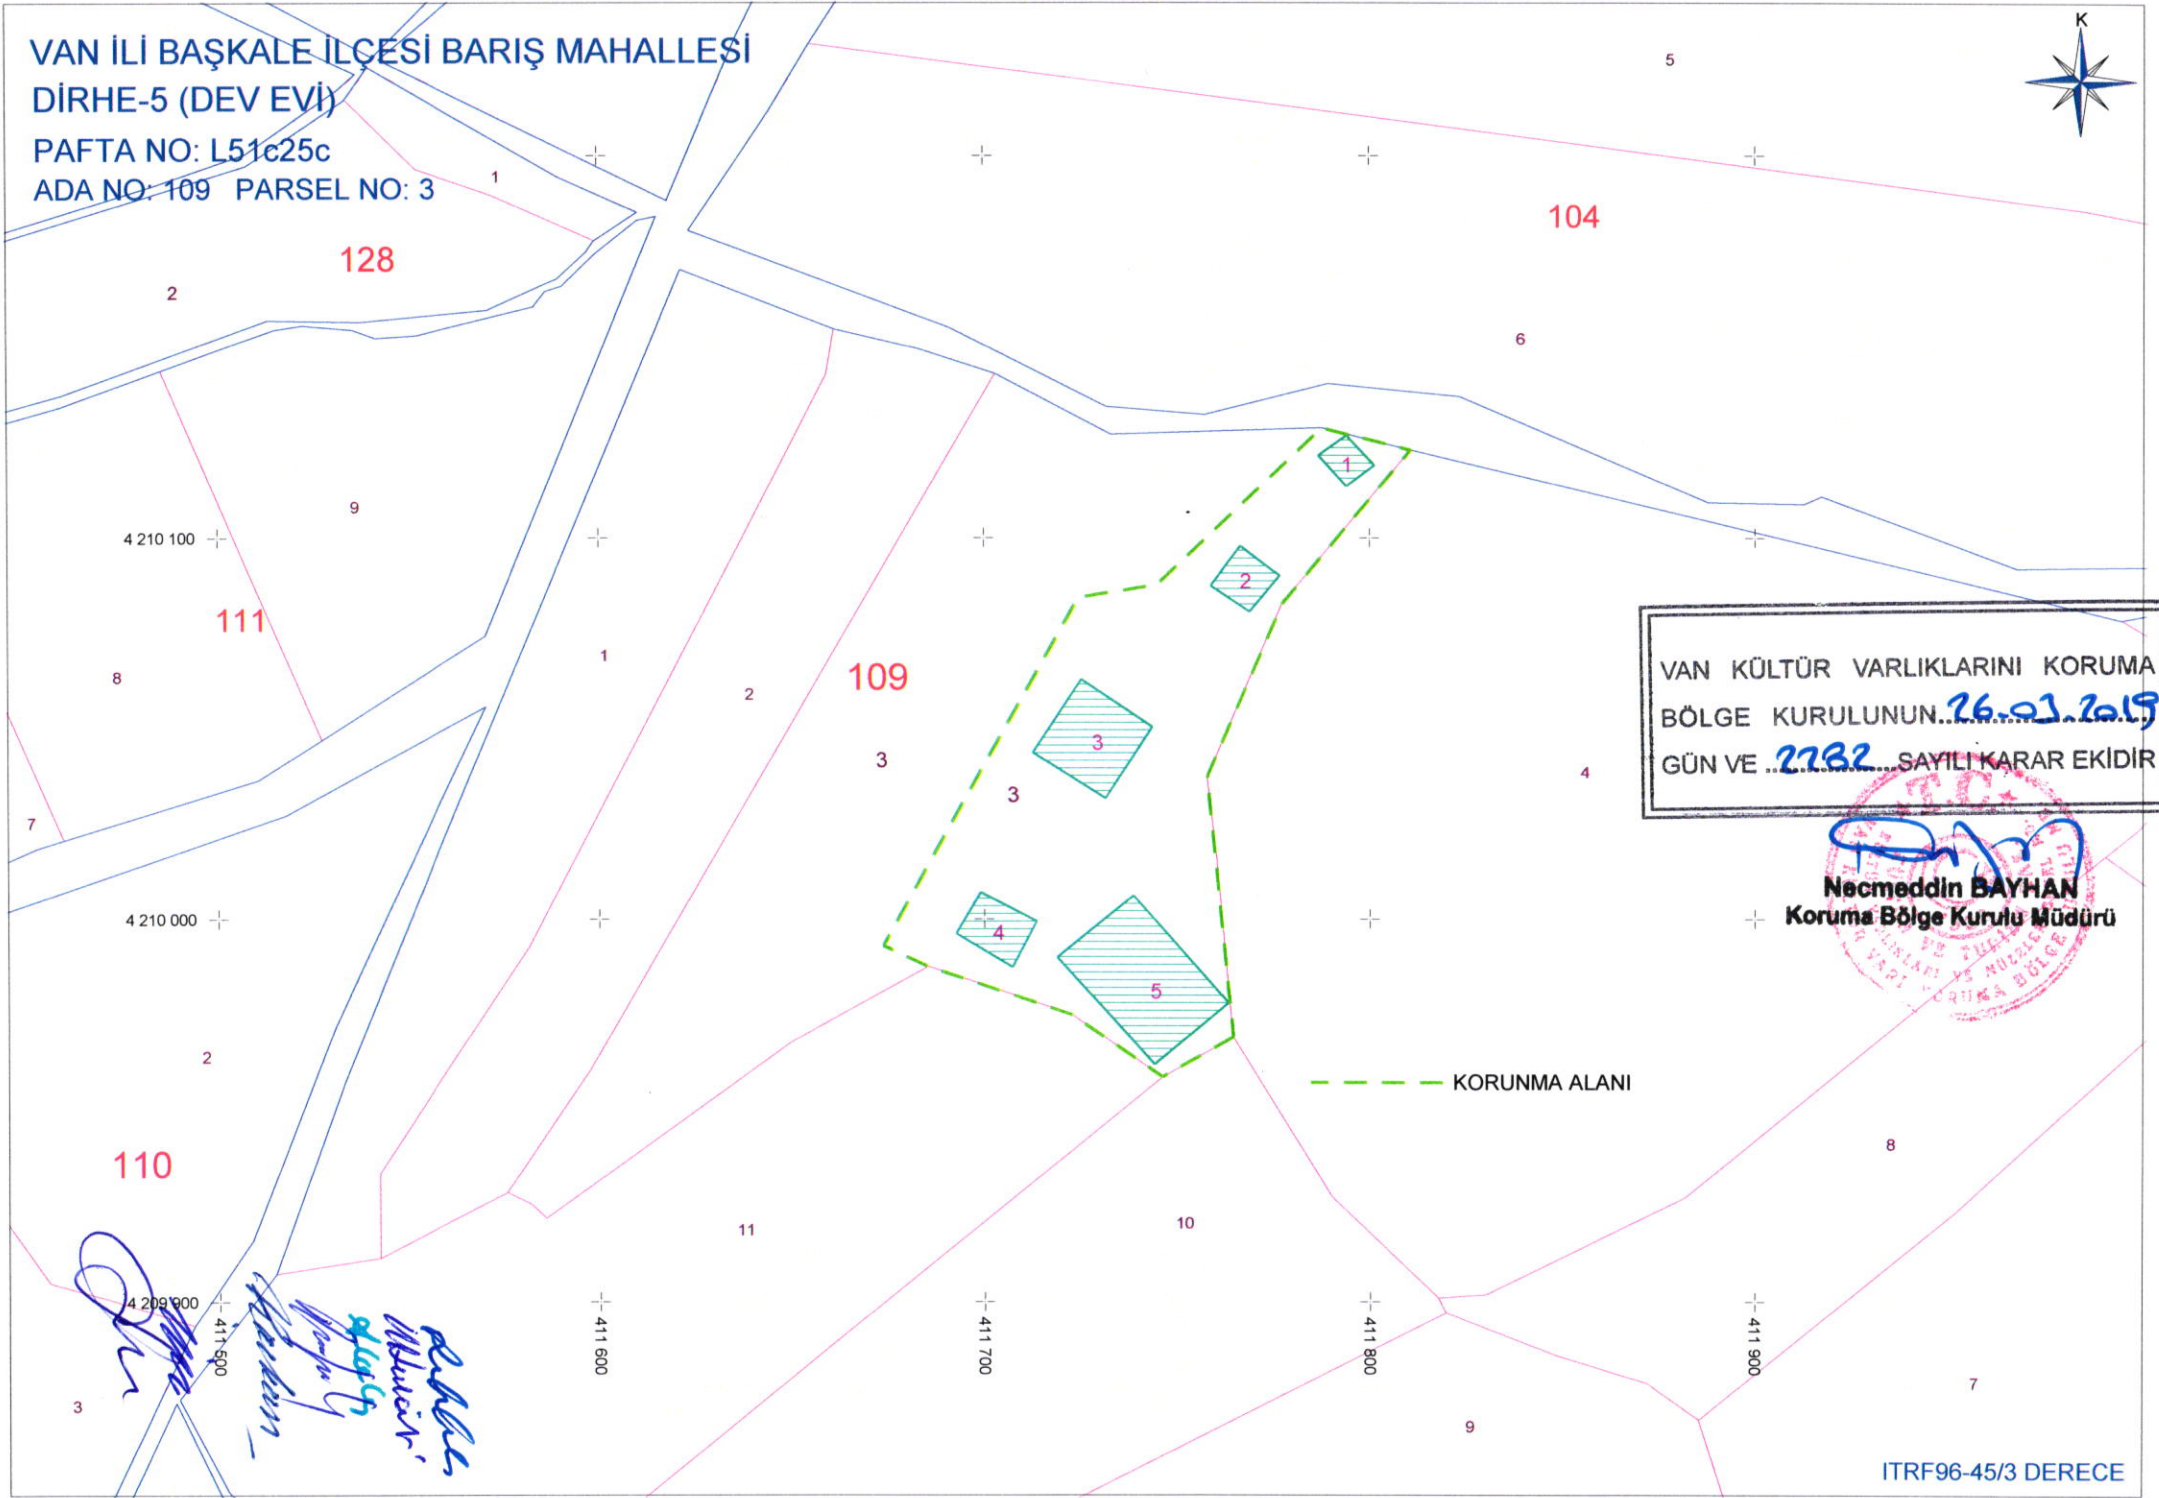 VAN İLİ BAŞKALE İLÇESİ BARIŞ MAHALLESİ
DİRHE-5 (DEV EVİ)
PAFTA NO: L51c25c
ADA NO: 109 PARSEL NO: 3
K
5
1
104
128
2
6
1
9
4 210 100
2
111
1
8
109
2
3
3
3
VAN KÜLTÜR VARLIKLARINI KORUMA
BÖLGE KURULUNUN 26.03.2019
GÜN VE 2782 SAYILI KARAR EKİDİR
4
7
T.C.
Necmeddin BAYHAN
Koruma Bölge Kurulu Müdürü
4 210 000
4
5
2
KORUNMA ALANI
110
8
11
10
4 209 900
411 500
411 600
411 700
411 800
411 900
3
7
9
ITRF96-45/3 DERECE